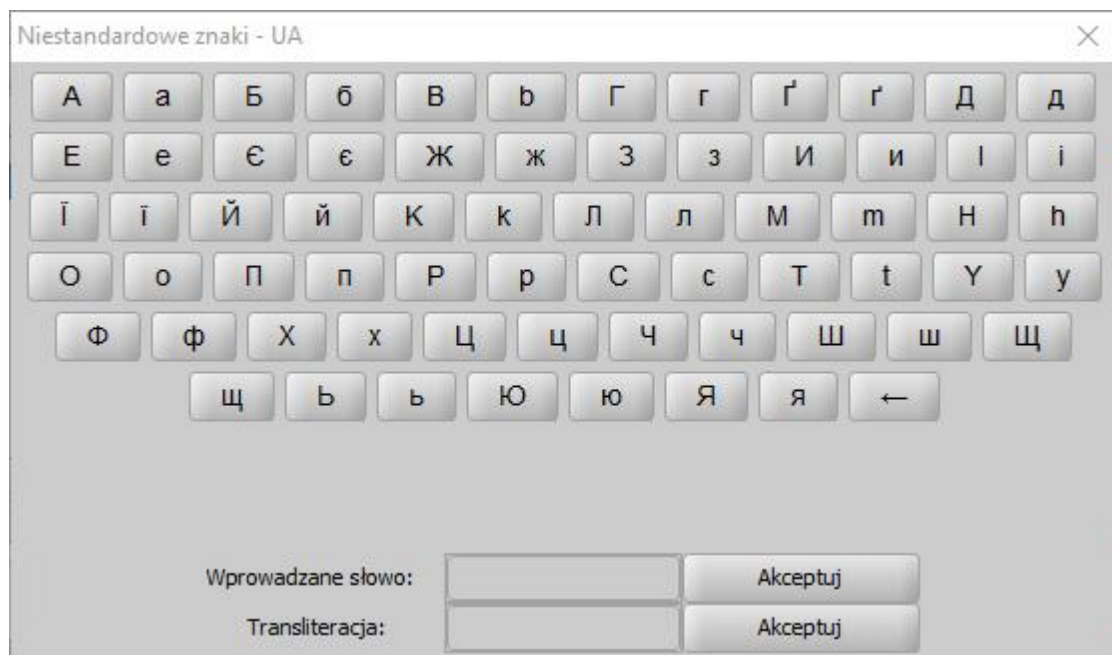 Niestandardowe znaki - UA
А а Б б В b Г г Ґ ґ Д д
Е е Є є Ж ж З з И и І і
Ї ї Й й К k Л л М m Н h
О о П п Р р С с Т t Y у
Ф ф Х х Ц ц Ч ч Ш ш Щ
щ Ь ь Ю ю Я я ←
Wprowadzane słowo: Akceptuj
Transliteracja: Akceptuj